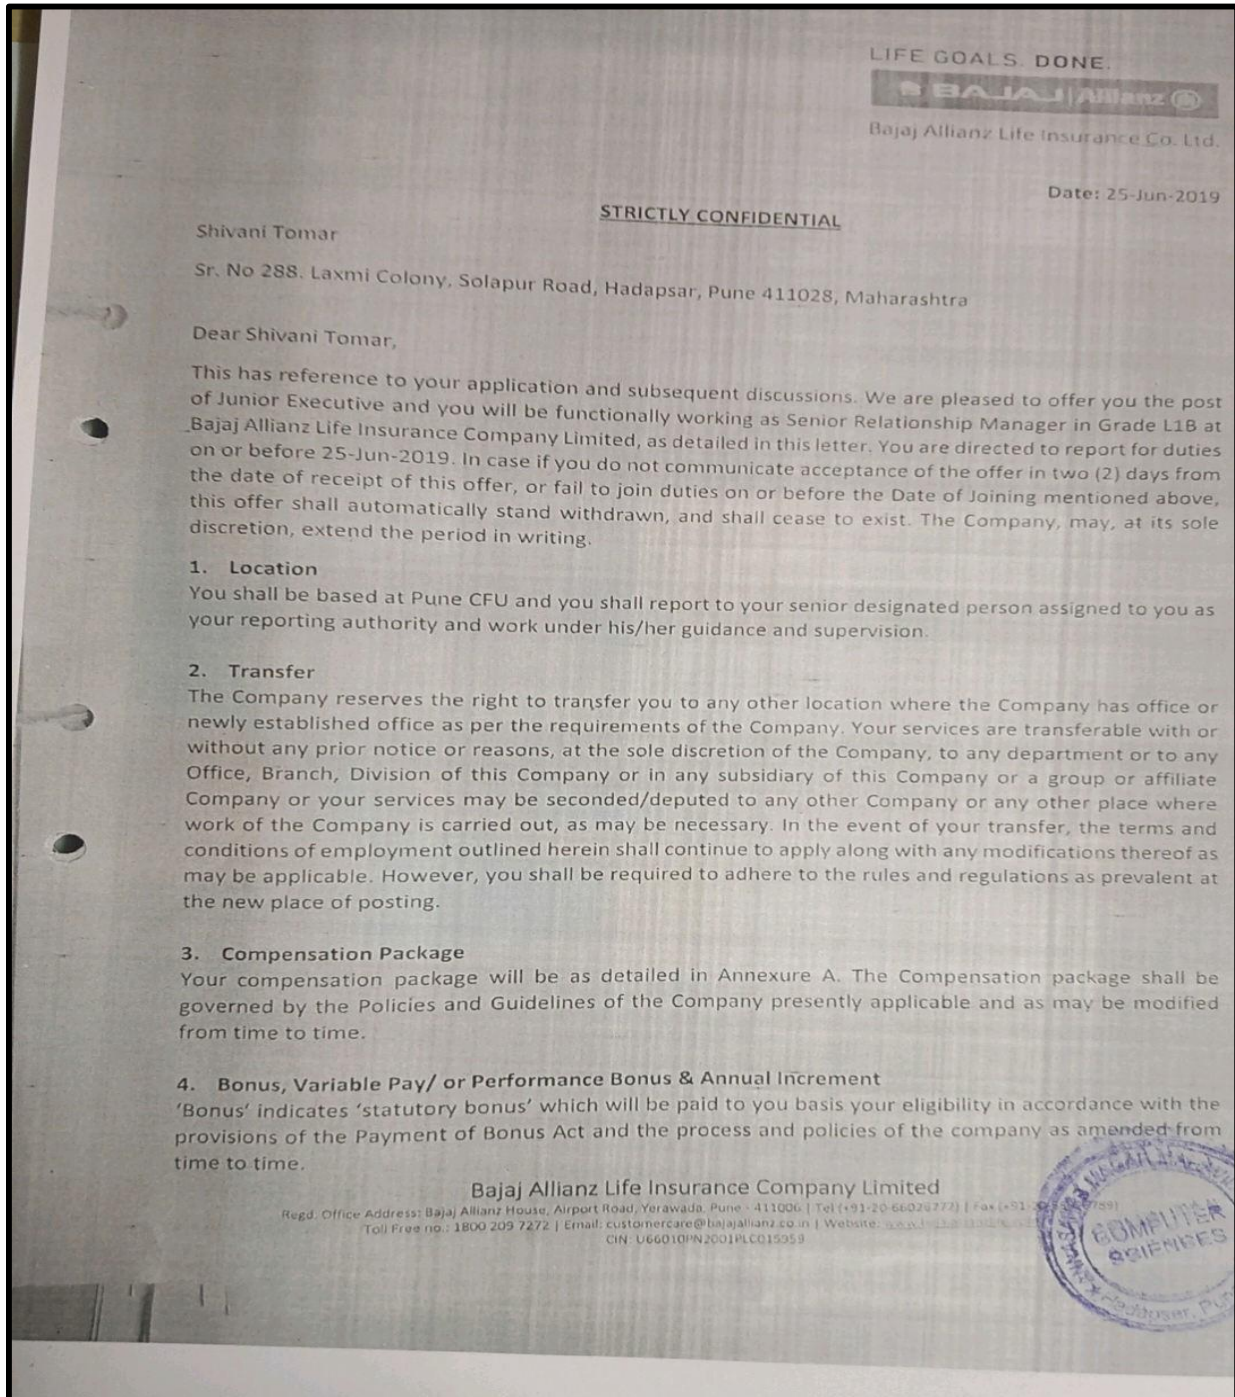 LIFE GOALS. DONE.
BAJAJ | Allianz
Bajaj Allianz Life Insurance Co. Ltd.
Date: 25-Jun-2019
STRICTLY CONFIDENTIAL
Shivani Tomar
Sr. No 288. Laxmi Colony, Solapur Road, Hadapsar, Pune 411028, Maharashtra
Dear Shivani Tomar,
This has reference to your application and subsequent discussions. We are pleased to offer you the post
of Junior Executive and you will be functionally working as Senior Relationship Manager in Grade L1B at
Bajaj Allianz Life Insurance Company Limited, as detailed in this letter. You are directed to report for duties
on or before 25-Jun-2019. In case if you do not communicate acceptance of the offer in two (2) days from
the date of receipt of this offer, or fail to join duties on or before the Date of Joining mentioned above,
this offer shall automatically stand withdrawn, and shall cease to exist. The Company, may, at its sole
discretion, extend the period in writing.
1. Location
You shall be based at Pune CFU and you shall report to your senior designated person assigned to you as
your reporting authority and work under his/her guidance and supervision.
2. Transfer
The Company reserves the right to transfer you to any other location where the Company has office or
newly established office as per the requirements of the Company. Your services are transferable with or
without any prior notice or reasons, at the sole discretion of the Company, to any department or to any
Office, Branch, Division of this Company or in any subsidiary of this Company or a group or affiliate
Company or your services may be seconded/deputed to any other Company or any other place where
work of the Company is carried out, as may be necessary. In the event of your transfer, the terms and
conditions of employment outlined herein shall continue to apply along with any modifications thereof as
may be applicable. However, you shall be required to adhere to the rules and regulations as prevalent at
the new place of posting.
3. Compensation Package
Your compensation package will be as detailed in Annexure A. The Compensation package shall be
governed by the Policies and Guidelines of the Company presently applicable and as may be modified
from time to time.
4. Bonus, Variable Pay/ or Performance Bonus & Annual Increment
'Bonus' indicates 'statutory bonus' which will be paid to you basis your eligibility in accordance with the
provisions of the Payment of Bonus Act and the process and policies of the company as amended from
time to time.
Bajaj Allianz Life Insurance Company Limited
Regd. Office Address: Bajaj Allianz House, Airport Road, Yerawada, Pune - 411006 | Tel (+91-20-66026777) | Fax (+91-
Toll Free no.: 1800 209 7272 | Email: customercare@bajajallianz.co.in | Website:
CIN: U66010PN2001PLC015959
COMPUTER
SCIENCES
Hadapsar, Pun